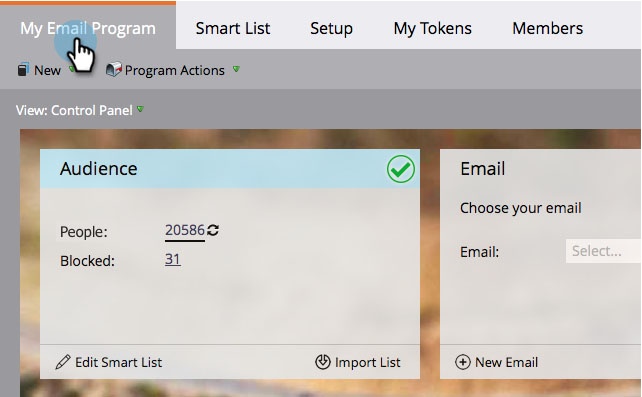 My Email Program Smart List Setup My Tokens Members
New Program Actions
View: Control Panel
Audience
People: 20586
Blocked: 31
Edit Smart List Import List
Email
Choose your email
Email: Select...
New Email